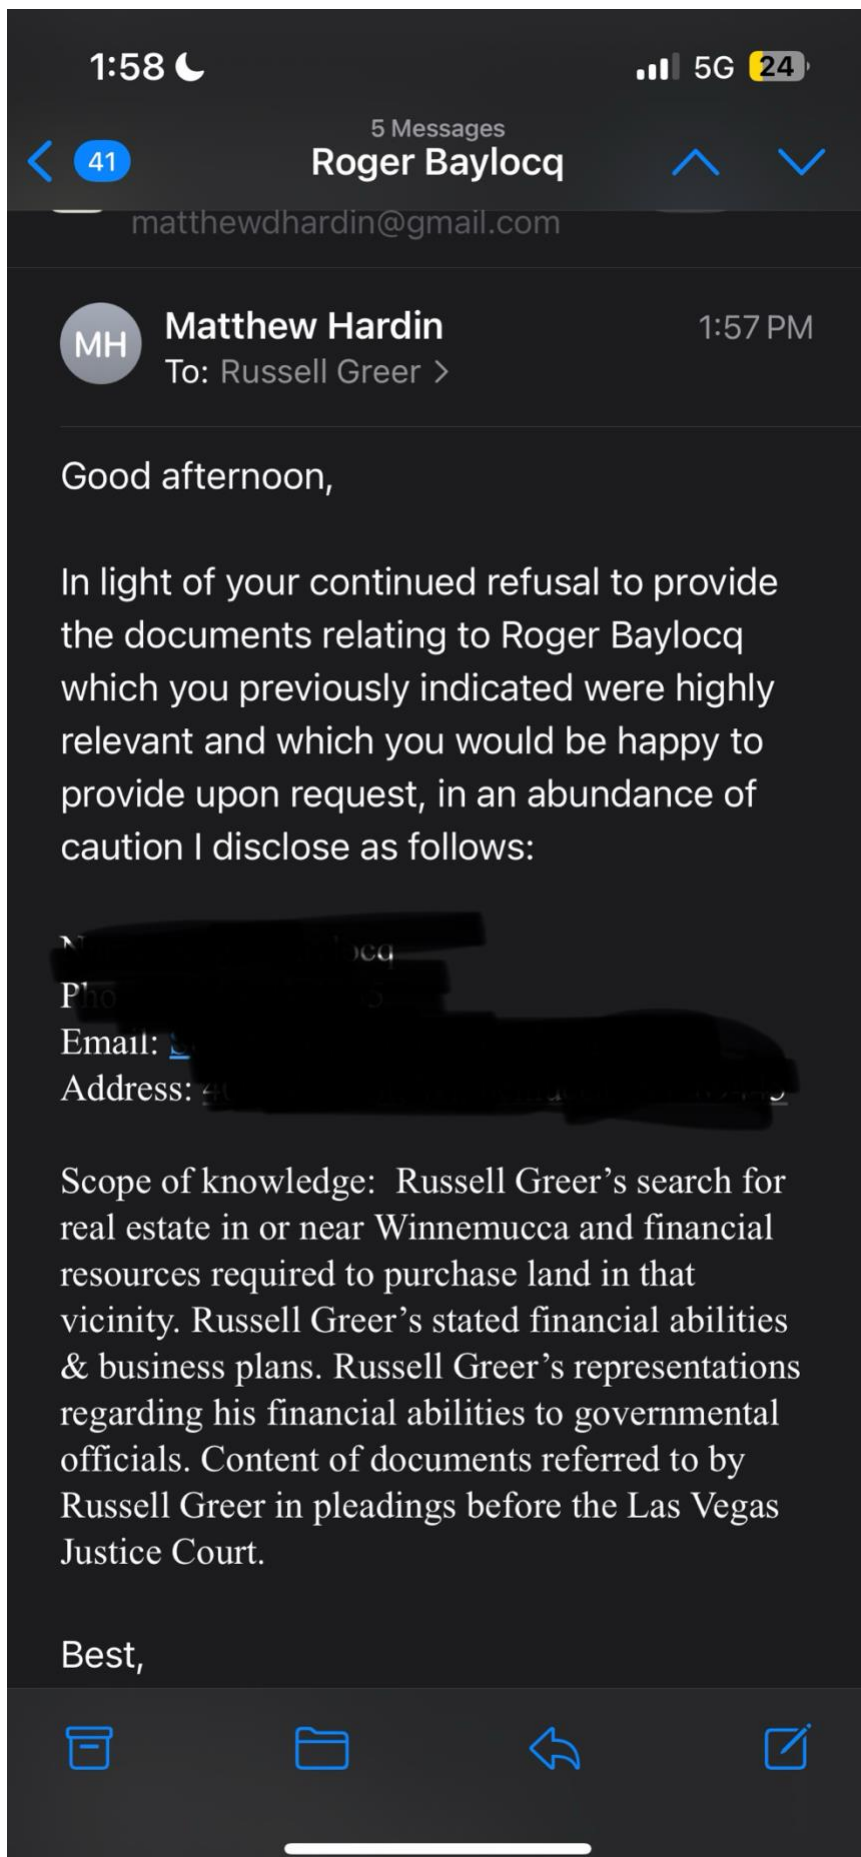 1:58 5G 24
5 Messages
41 Roger Baylocq
matthewdhardin@gmail.com
MH Matthew Hardin 1:57 PM
To: Russell Greer >
Good afternoon,
In light of your continued refusal to provide
the documents relating to Roger Baylocq
which you previously indicated were highly
relevant and which you would be happy to
provide upon request, in an abundance of
caution I disclose as follows:
Email:
Address:
Scope of knowledge:  Russell Greer’s search for
real estate in or near Winnemucca and financial
resources required to purchase land in that
vicinity. Russell Greer’s stated financial abilities
& business plans. Russell Greer’s representations
regarding his financial abilities to governmental
officials. Content of documents referred to by
Russell Greer in pleadings before the Las Vegas
Justice Court.
Best,